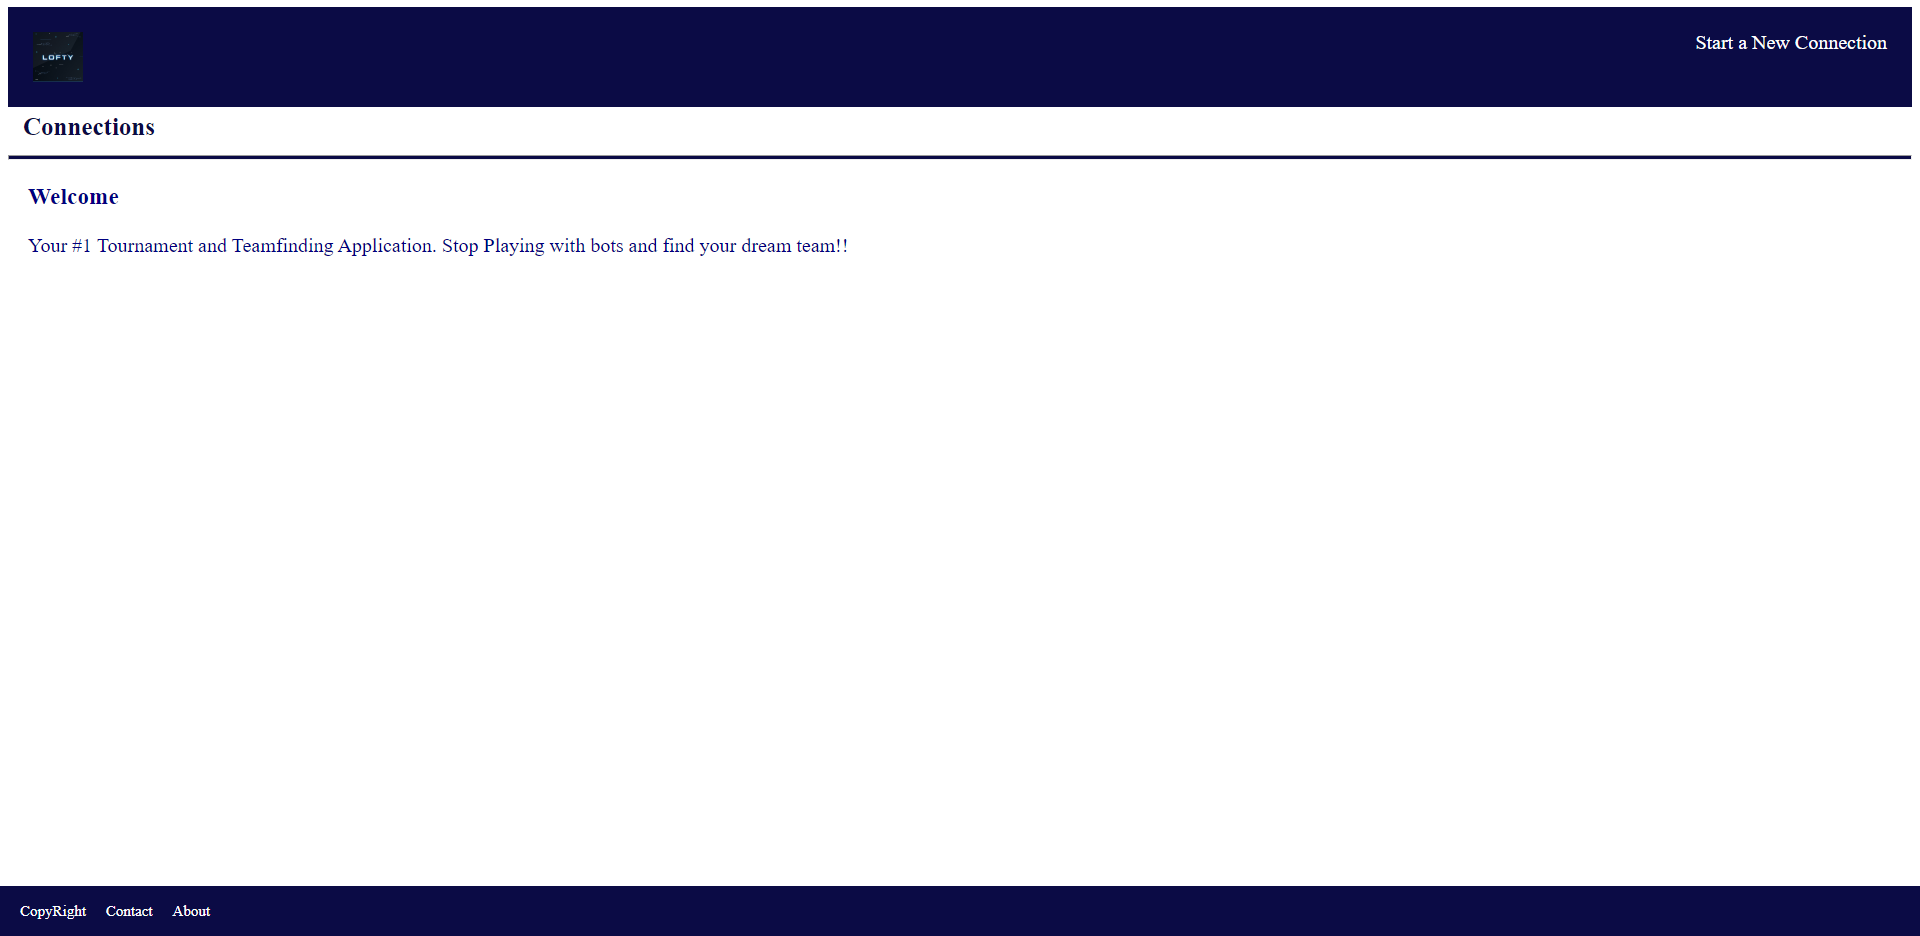 LOFTY
Start a New Connection
Connections
Welcome
Your #1 Tournament and Teamfinding Application. Stop Playing with bots and find your dream team!!
CopyRight Contact About